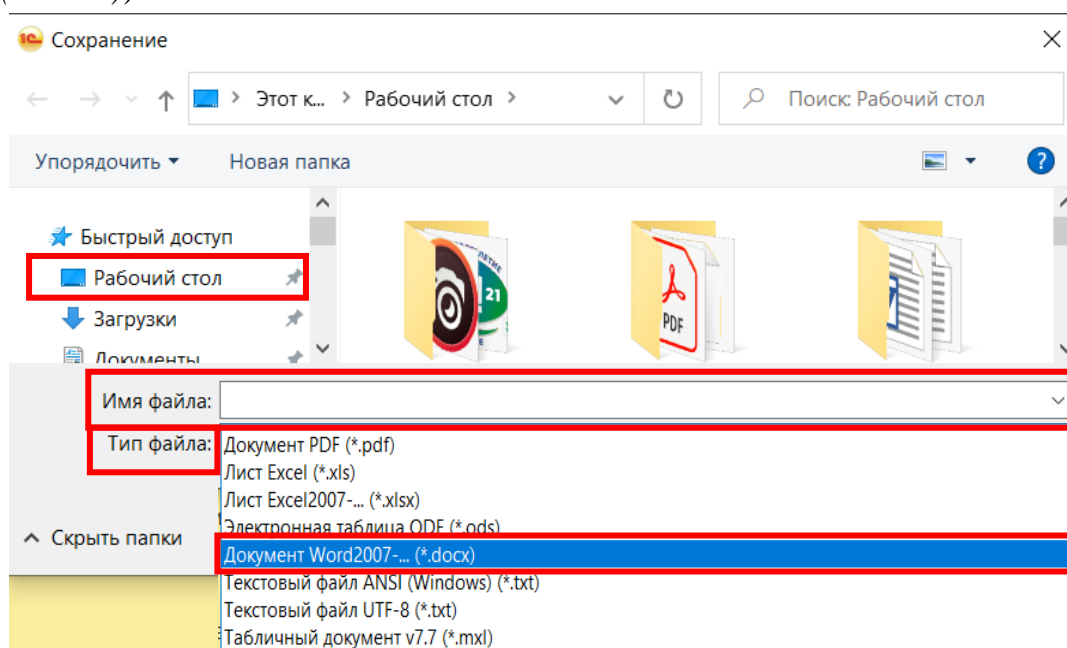 Сохранение
Этот к... > Рабочий стол >
Поиск: Рабочий стол
Упорядочить
Новая папка
Быстрый доступ
Рабочий стол
Загрузки
Документы
21
PDF
Имя файла:
Тип файла:
Документ PDF (*.pdf)
Лист Excel (*.xls)
Лист Excel2007-... (*.xlsx)
Электронная таблица ODF (*.ods)
Скрыть папки
Документ Word2007-... (*.docx)
Текстовый файл ANSI (Windows) (*.txt)
Текстовый файл UTF-8 (*.txt)
Табличный документ v7.7 (*.mxl)